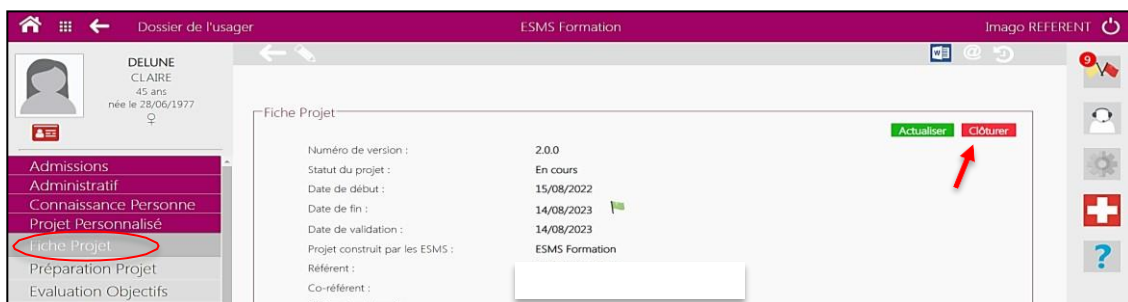 Dossier de l'usager
ESMS Formation
Imago REFERENT
DELUNE
CLAIRE
45 ans
née le 28/06/1977
9
Fiche Projet
Actualiser
Clôturer
Numéro de version :
2.0.0
Statut du projet :
En cours
Date de début :
15/08/2022
Date de fin :
14/08/2023
Date de validation :
14/08/2023
Projet construit par les ESMS :
ESMS Formation
Référent :
Co-référent :
Admissions
Administratif
Connaissance Personne
Projet Personnalisé
Fiche Projet
Préparation Projet
Evaluation Objectifs